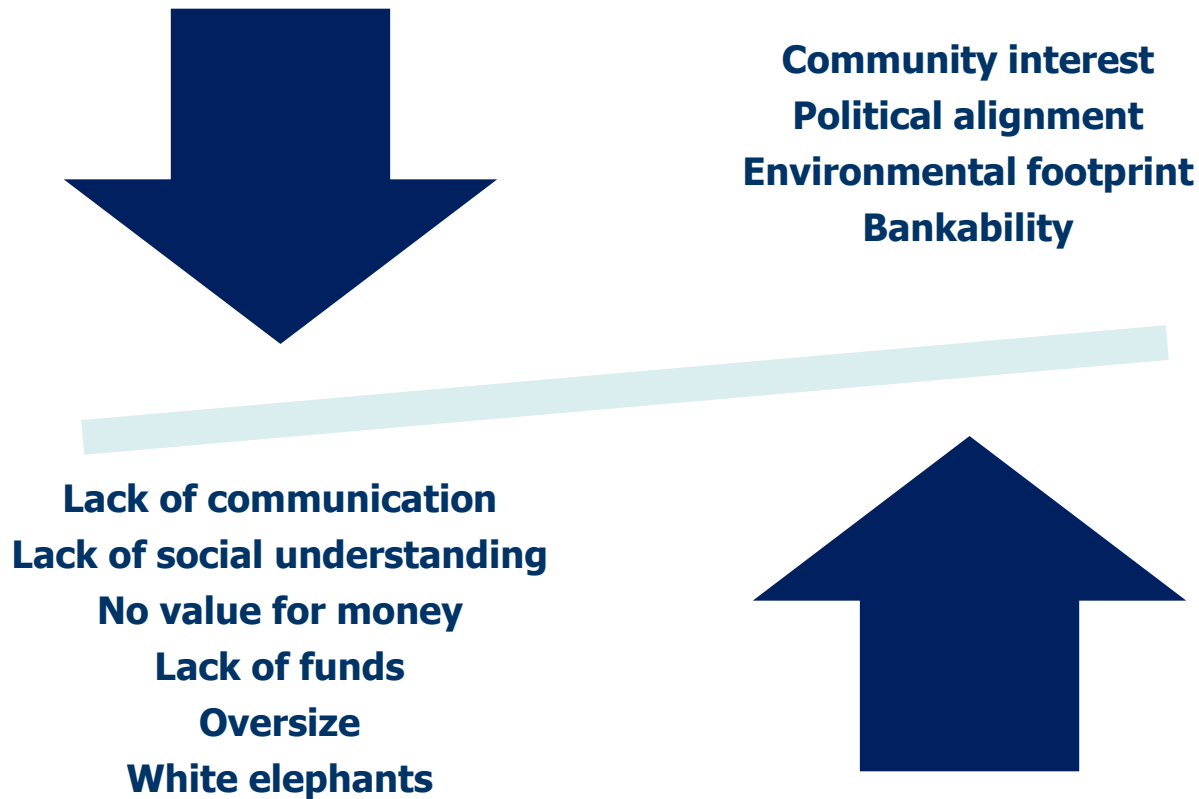 Community interest
Political alignment
Environmental footprint
Bankability
Lack of communication
Lack of social understanding
No value for money
Lack of funds
Oversize
White elephants